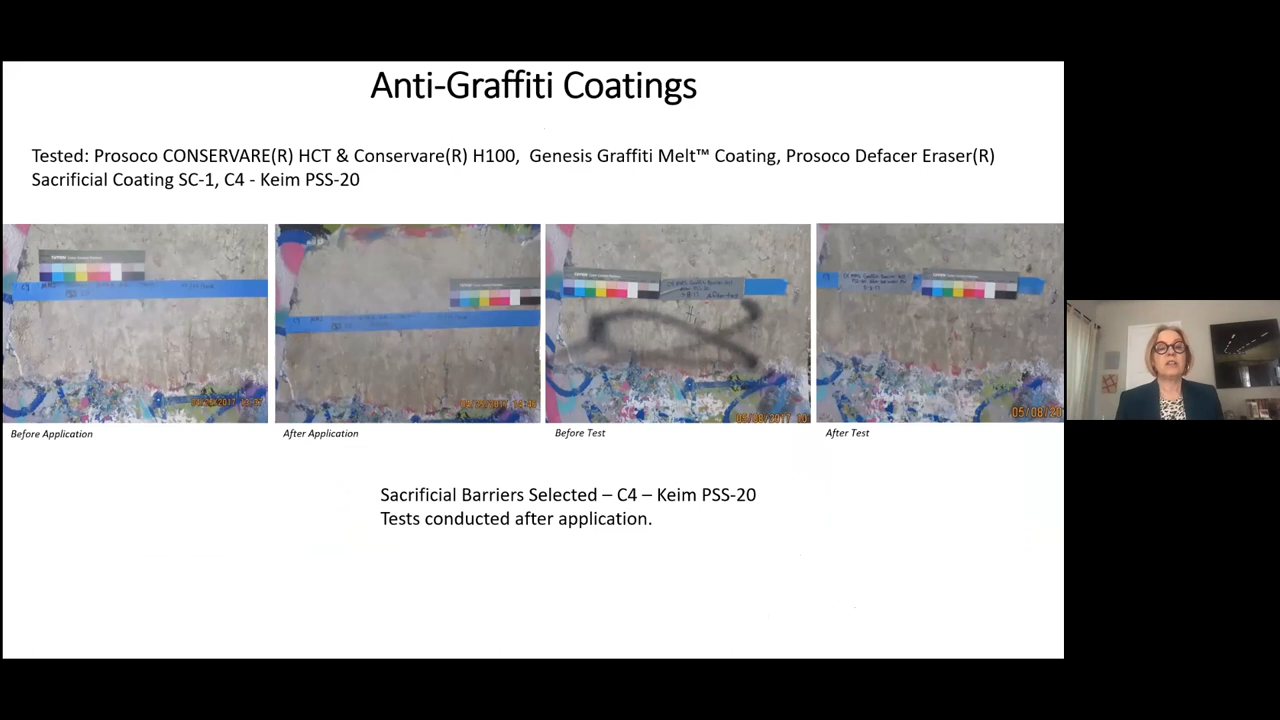 Anti-Graffiti Coatings
Tested: Prosoco CONSERVARE(R) HCT & Conservare(R) H100,  Genesis Graffiti Melt™ Coating, Prosoco Defacer Eraser(R)
Sacrificial Coating SC-1, C4 - Keim PSS-20
Before Application
After Application
Before Test
After Test
Sacrificial Barriers Selected – C4 – Keim PSS-20
Tests conducted after application.